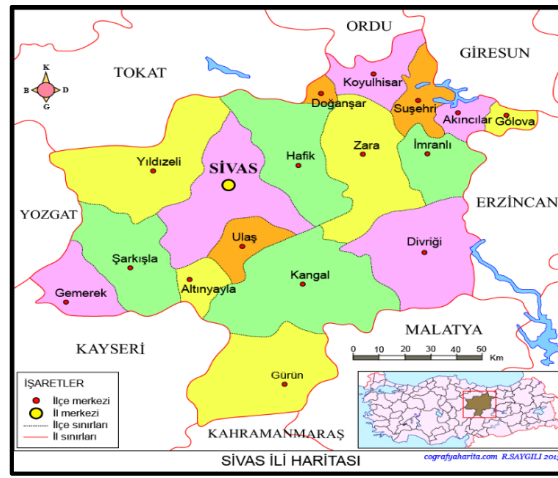 ORDU
GİRESUN
TOKAT
K
B
D
G
Koyulhisar
Doğanşar
Suşehri
Akıncılar
Gölova
Yıldızeli
SİVAS
Hafik
Zara
İmranlı
YOZGAT
ERZİNCAN
Ulaş
Şarkışla
Divriği
Gemerek
Altınyayla
Kangal
KAYSERİ
MALATYA
0 10 20 30 40 50
Km
Gürün
İŞARETLER
İlçe merkezi
İl merkezi
İlçe sınırları
İl sınırları
KAHRAMANMARAŞ
SİVAS İLİ HARİTASI
cografyaharita.com R.SAYGILI